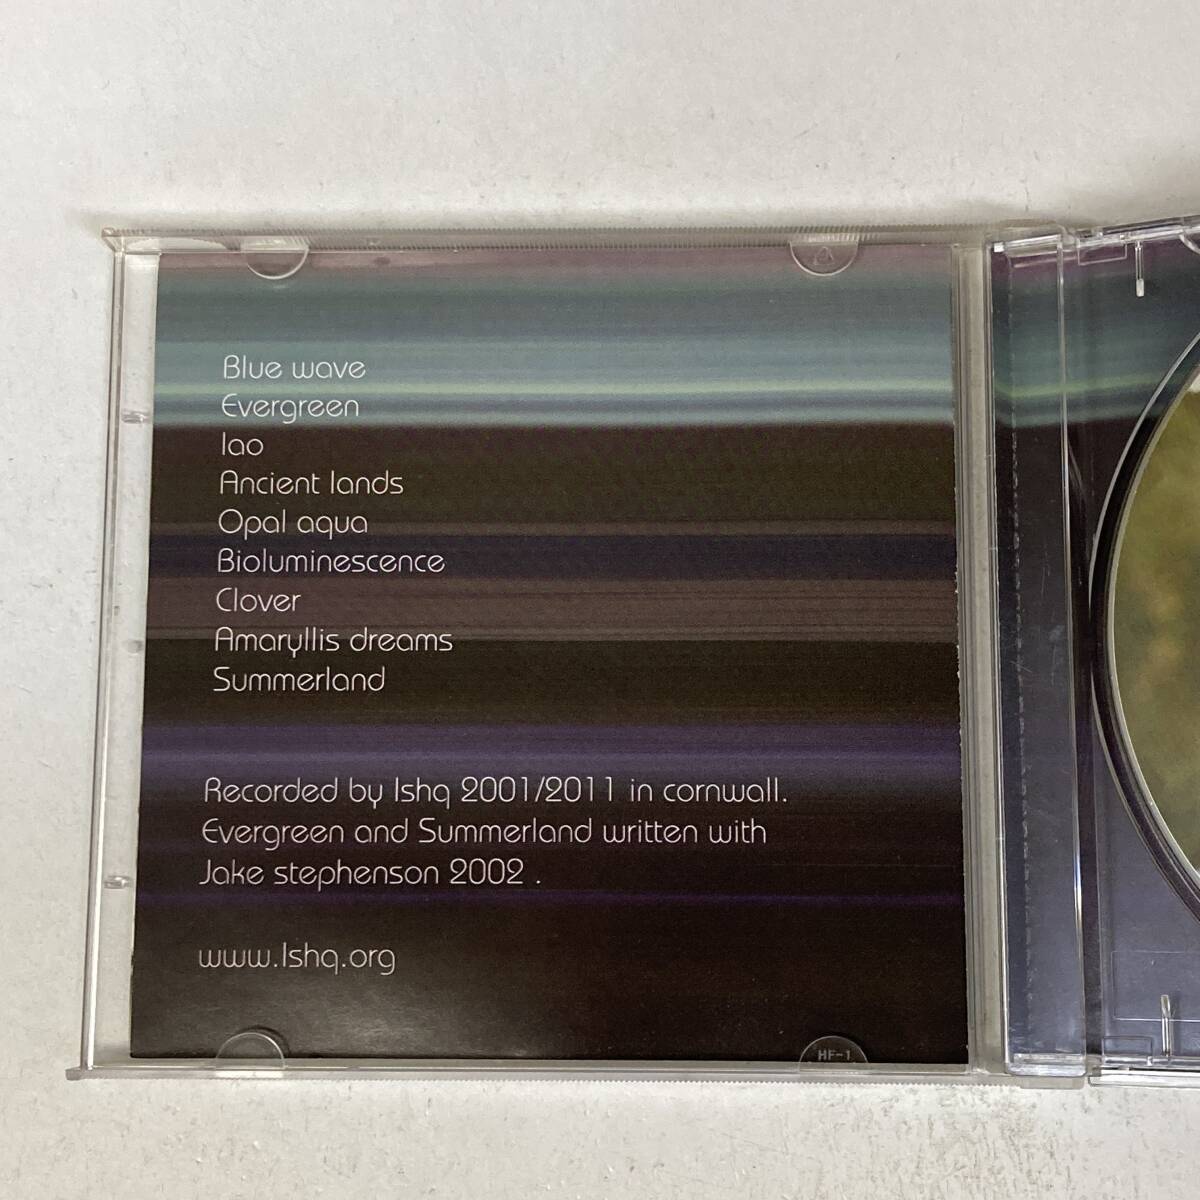 Blue wave
Evergreen
Iao
Ancient lands
Opal aqua
Bioluminescence
Clover
Amaryllis dreams
Summerland
Recorded by Ishq 2001/2011 in cornwall.
Evergreen and Summerland written with
Jake stephenson 2002 .
www.Ishq.org
HF-1